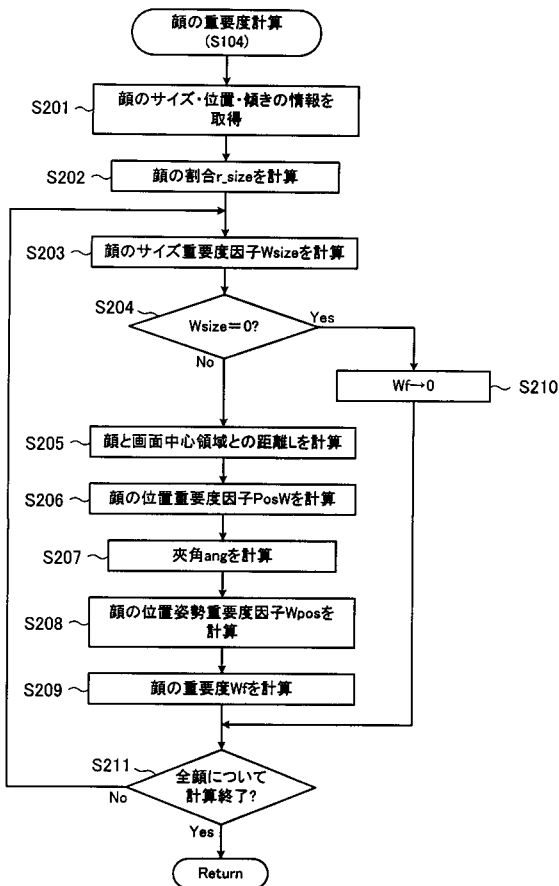 顔の重要度計算
(S104)
S201
顔のサイズ・位置・傾きの情報を
取得
S202
顔の割合r_sizeを計算
S203
顔のサイズ重要度因子Wsizeを計算
S204
Wsize=0?
Yes
No
Wf→0
S210
S205
顔と画面中心領域との距離Lを計算
S206
顔の位置重要度因子PosWを計算
S207
夾角angを計算
S208
顔の位置姿勢重要度因子Wposを
計算
S209
顔の重要度Wfを計算
S211
全顔について
計算終了?
No
Yes
Return